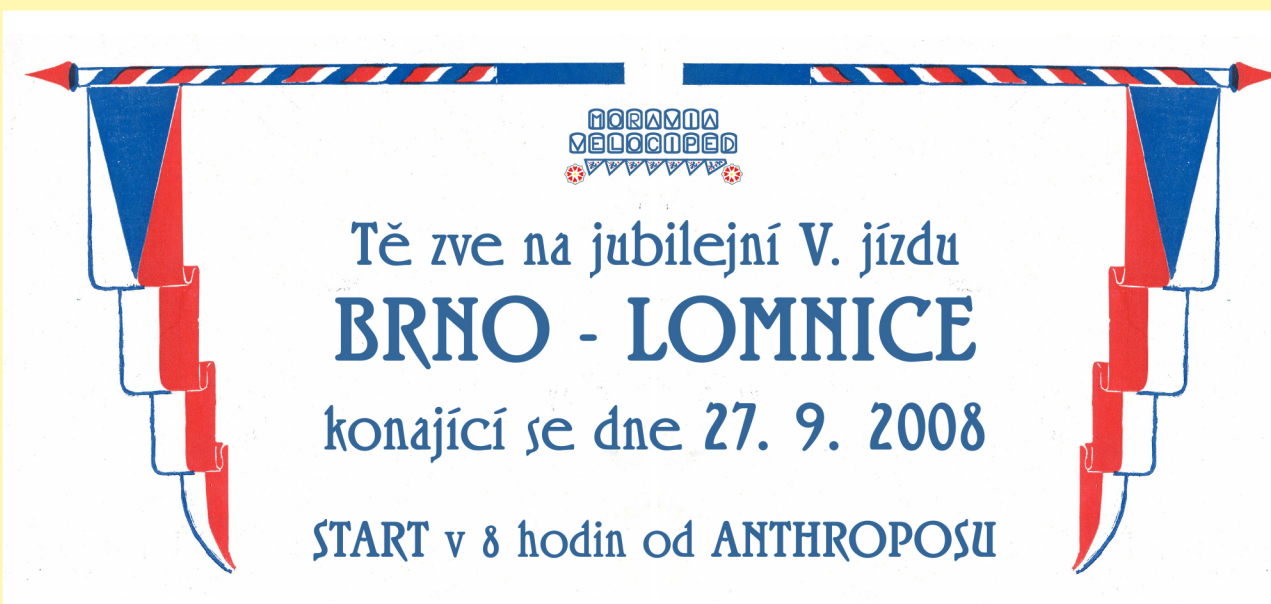 MORAVIA
VELOCIPED
Tě zve na jubilejní V. jízdu
BRNO - LOMNICE
konající se dne 27. 9. 2008
START v 8 hodin od ANTHROPOSU